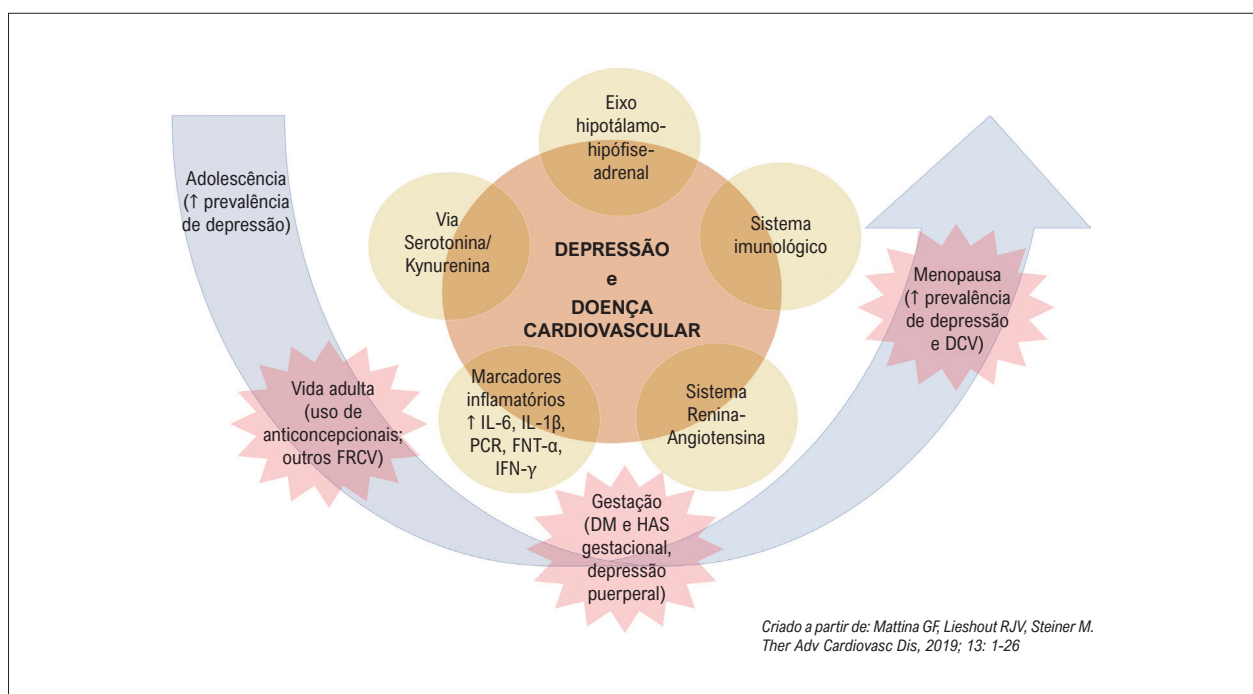 Eixo
hipotálamo-
hipófise-
adrenal
Adolescência
(↑ prevalência
de depressão)
Via
Serotonina/
Kynurenina
Sistema
imunológico
DEPRESSÃO
e
DOENÇA
CARDIOVASCULAR
Menopausa
(↑ prevalência
de depressão
e DCV)
Vida adulta
(uso de
anticoncepcionais;
outros FRCV)
Marcadores
inflamatórios
↑ IL-6, IL-1β,
PCR, FNT-α,
IFN-γ
Sistema
Renina-
Angiotensina
Gestação
(DM e HAS
gestacional,
depressão
puerperal)
Criado a partir de: Mattina GF, Lieshout RJV, Steiner M.
Ther Adv Cardiovasc Dis, 2019; 13: 1-26